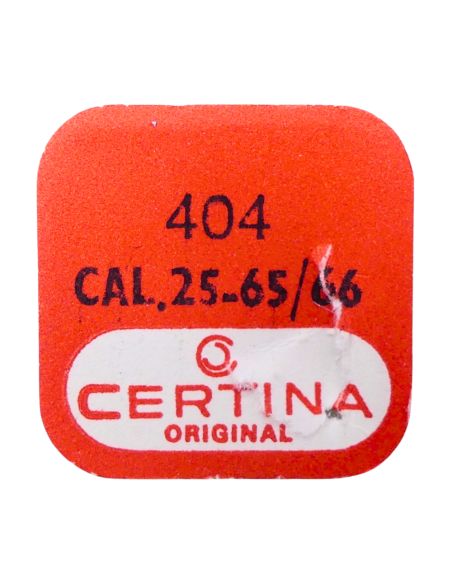 404
CAL. 25-65/66
CERTINA
ORIGINAL